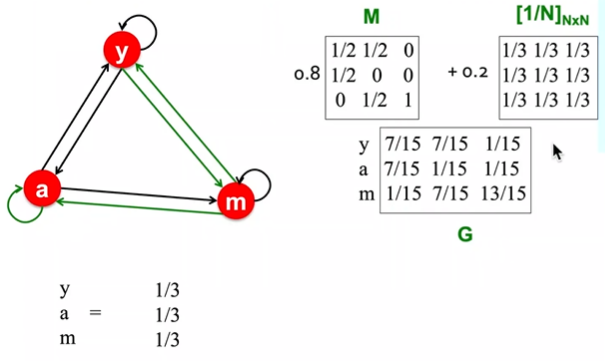 M [1/N]NxN
y
1/2 1/2 0 1/3 1/3 1/3
0.8 1/2 0 0 + 0.2 1/3 1/3 1/3
0 1/2 1 1/3 1/3 1/3
y 7/15 7/15 1/15
a 7/15 1/15 1/15
m 1/15 7/15 13/15
a
m
G
y 1/3
a = 1/3
m 1/3